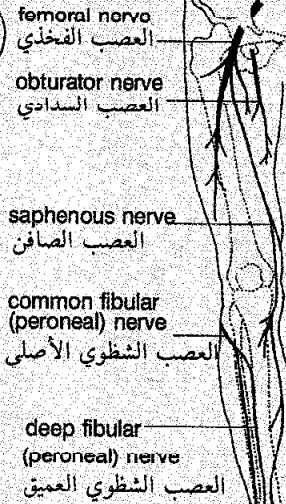 femoral nerve
العصب الفخذي
obturator nerve
العصب السدادي
saphenous nerve
العصب الصافن
common fibular
(peroneal) nerve
العصب الشظوي الأصلي
deep fibular
(peroneal) nerve
العصب الشظوي العميق